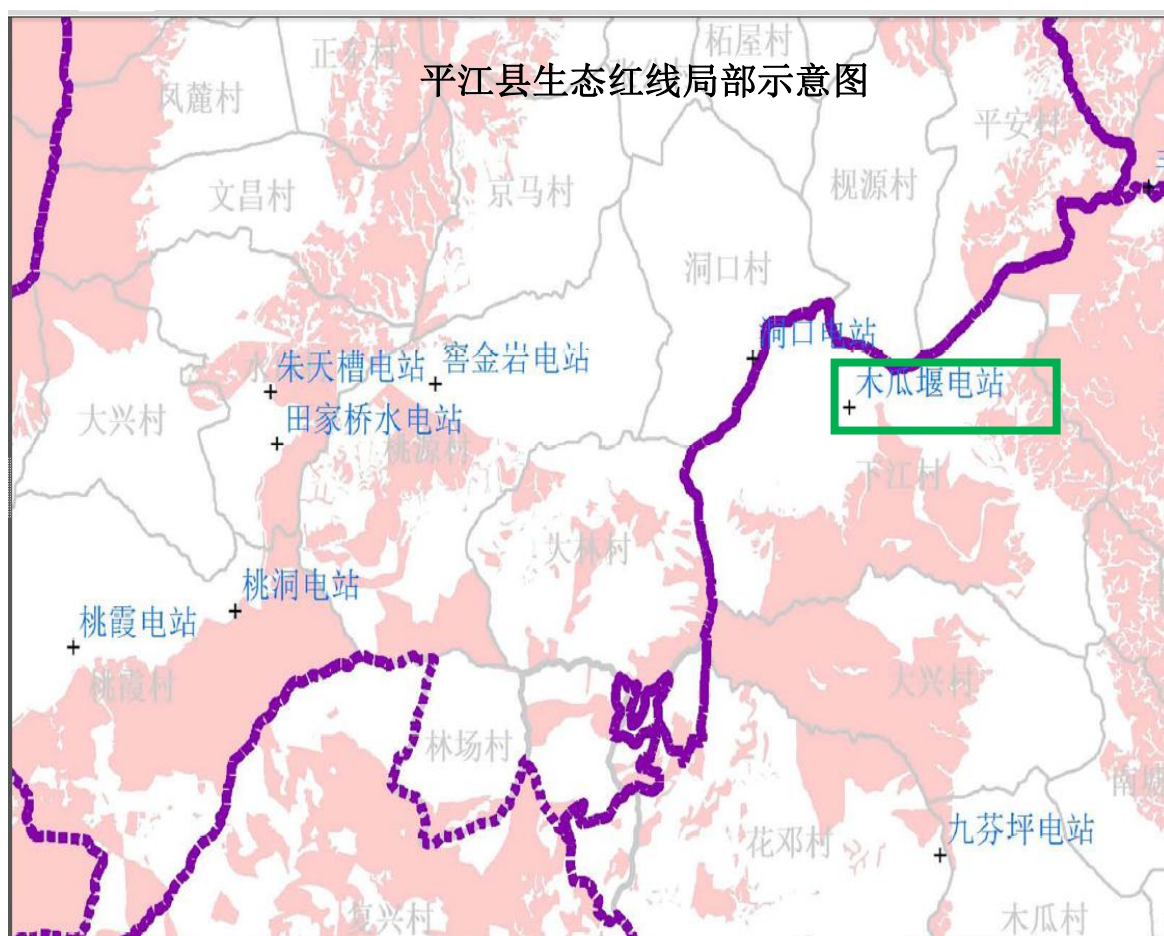 平江县生态红线局部示意图
柘屋村
凤麓村
平安村
文昌村
京马村
枧源村
洞口村
洞口电站
朱天槽电站
窖金岩电站
木瓜堰电站
大兴村
田家桥水电站
桃源村
下江村
大林村
桃洞电站
桃霞电站
桃霞村
大兴村
林场村
九芬坪电站
花邓村
复兴村
木瓜村